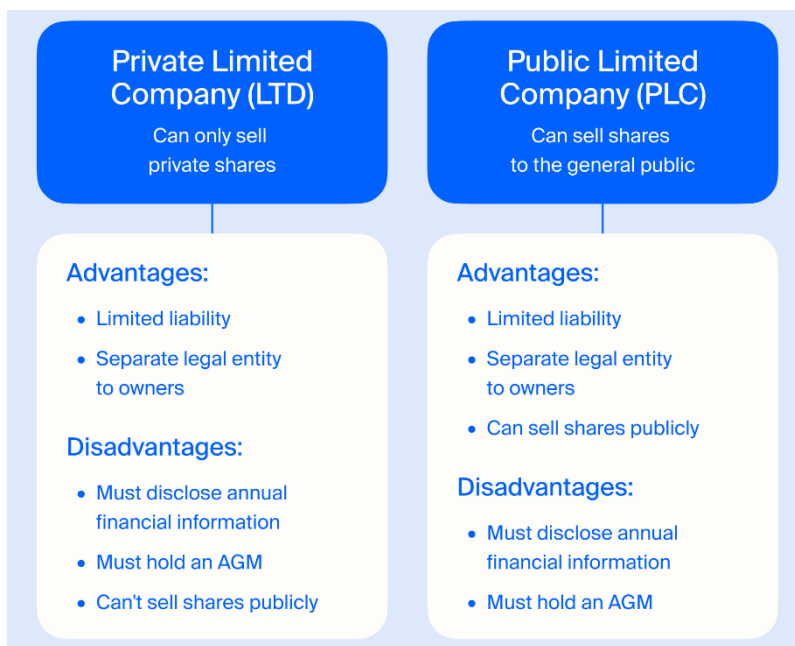 Private Limited
Company (LTD)
Can only sell
private shares
Advantages:
• Limited liability
• Separate legal entity
to owners
Disadvantages:
• Must disclose annual
financial information
• Must hold an AGM
• Can't sell shares publicly
Public Limited
Company (PLC)
Can sell shares
to the general public
Advantages:
• Limited liability
• Separate legal entity
to owners
• Can sell shares publicly
Disadvantages:
• Must disclose annual
financial information
• Must hold an AGM